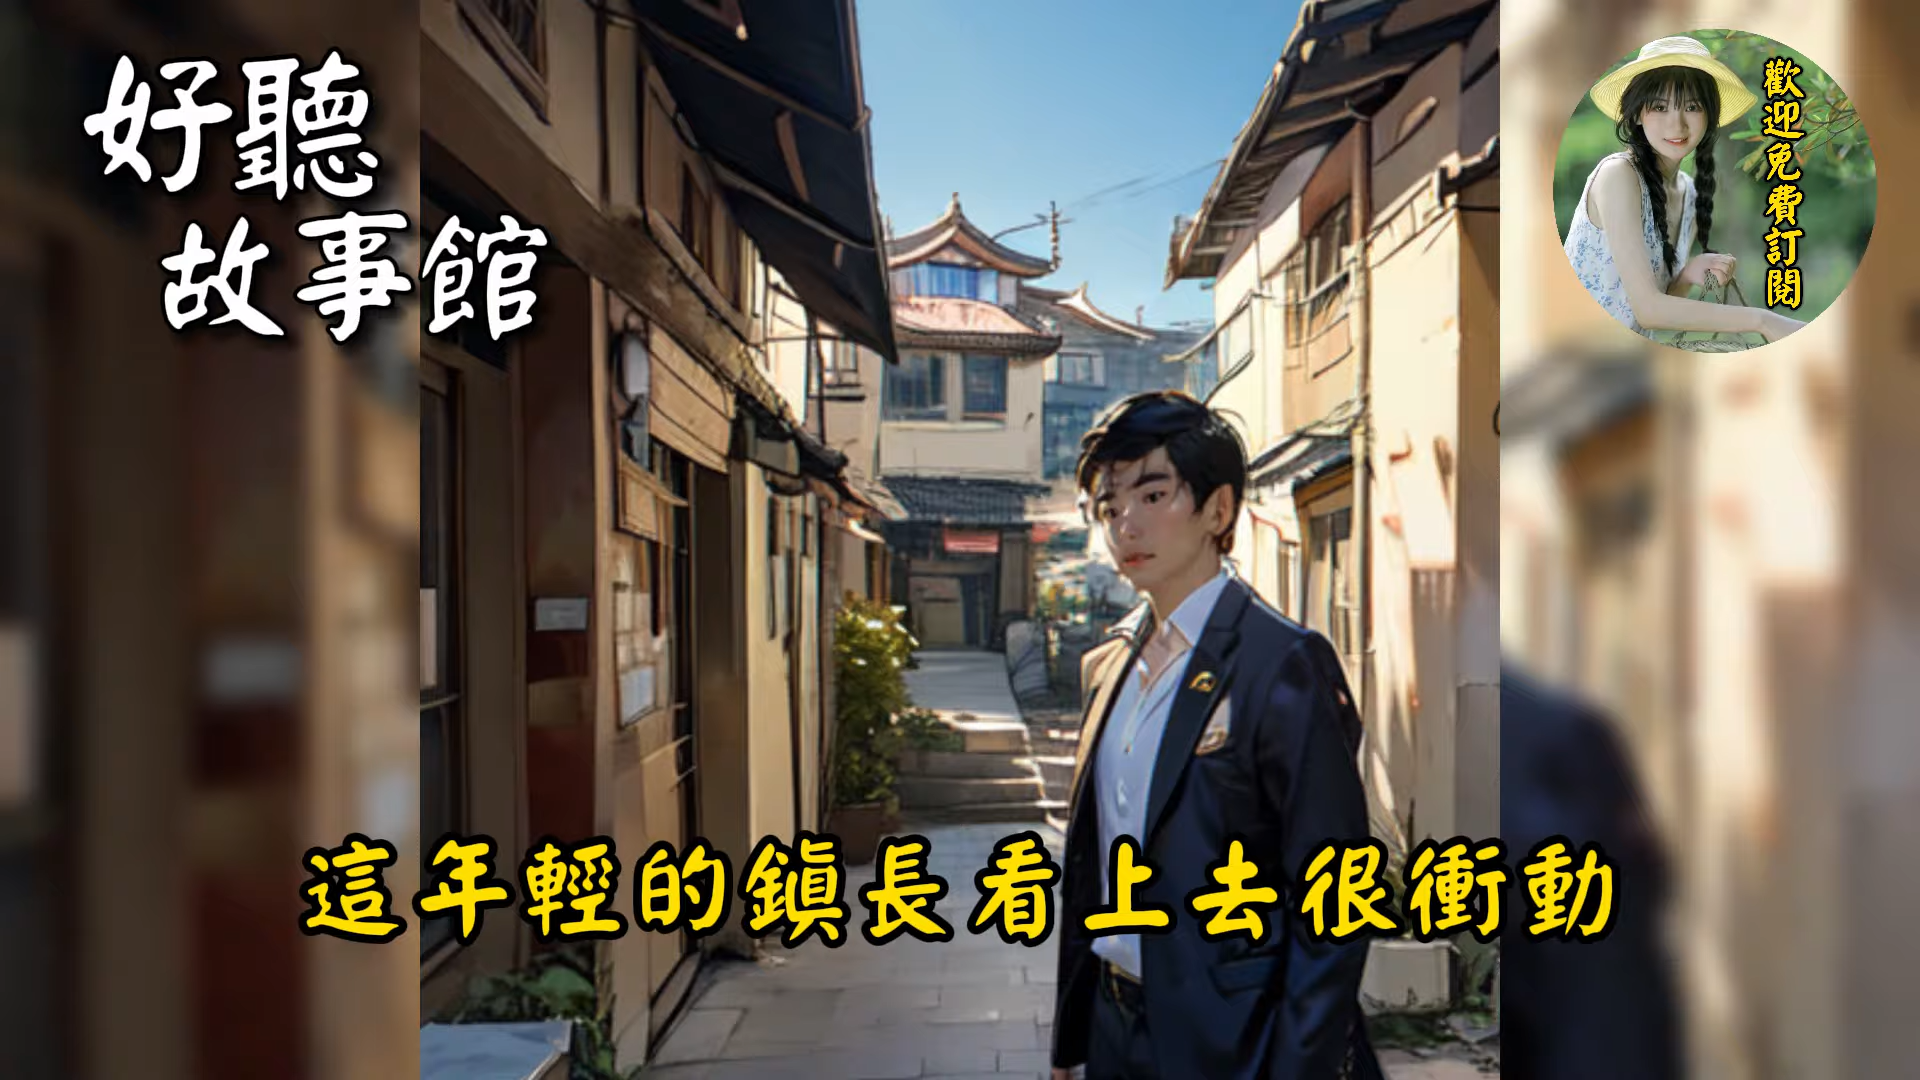 好聽
故事館
歡迎免費訂閱
這年輕的鎮長看上去很衝動